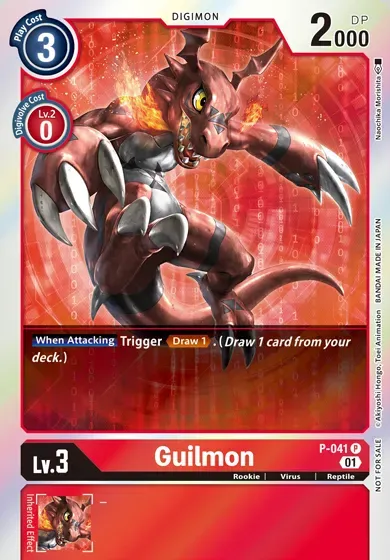 Play Cost
3
DIGIMON
2000
DP
Digivolve Cost
Lv.2
0
Naochika Morishita
When Attacking Trigger Draw 1 . (Draw 1 card from your
deck.)
© Akiyoshi Hongo, Toei Animation BANDAI MADE IN JAPAN
NOT FOR SALE
P-041 P
01
Lv.3
Guilmon
Rookie | Virus | Reptile
Inherited Effect
–